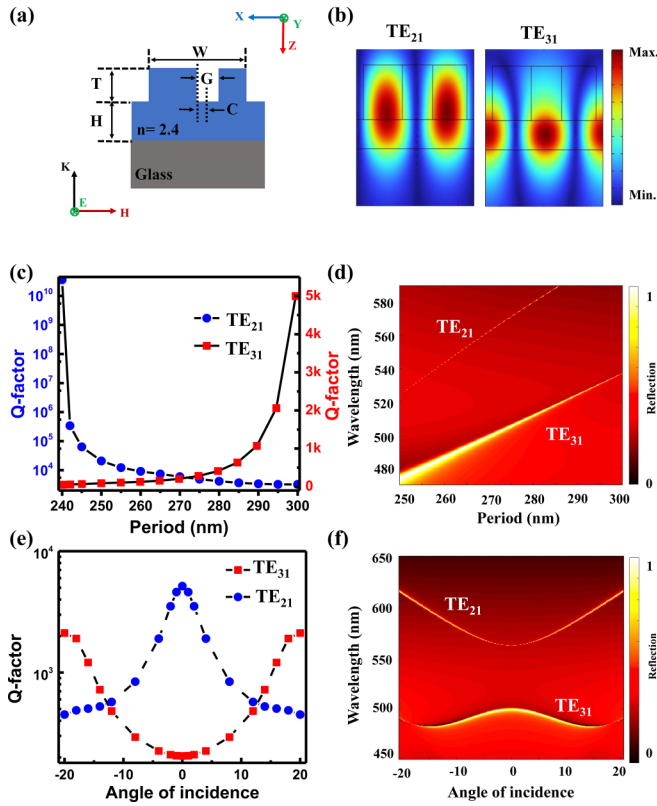 (a)
X
Y
Z
W
T
G
H
C
n= 2.4
Glass
K
E
H
(b)
TE21
TE31
Max.
Min.
(c)
10^10
10^9
10^8
10^7
10^6
10^5
10^4
Q-factor
TE21
TE31
5k
4k
3k
2k
1k
0
Q-factor
240 250 260 270 280 290 300
Period (nm)
(d)
580
560
540
520
500
480
Wavelength (nm)
TE21
TE31
250 260 270 280 290 300
Period (nm)
1
0
Reflection
(e)
10^4
10^3
Q-factor
TE31
TE21
-20 -10 0 10 20
Angle of incidence
(f)
650
600
550
500
450
Wavelength (nm)
TE21
TE31
-20 -10 0 10 20
Angle of incidence
1
0
Reflection